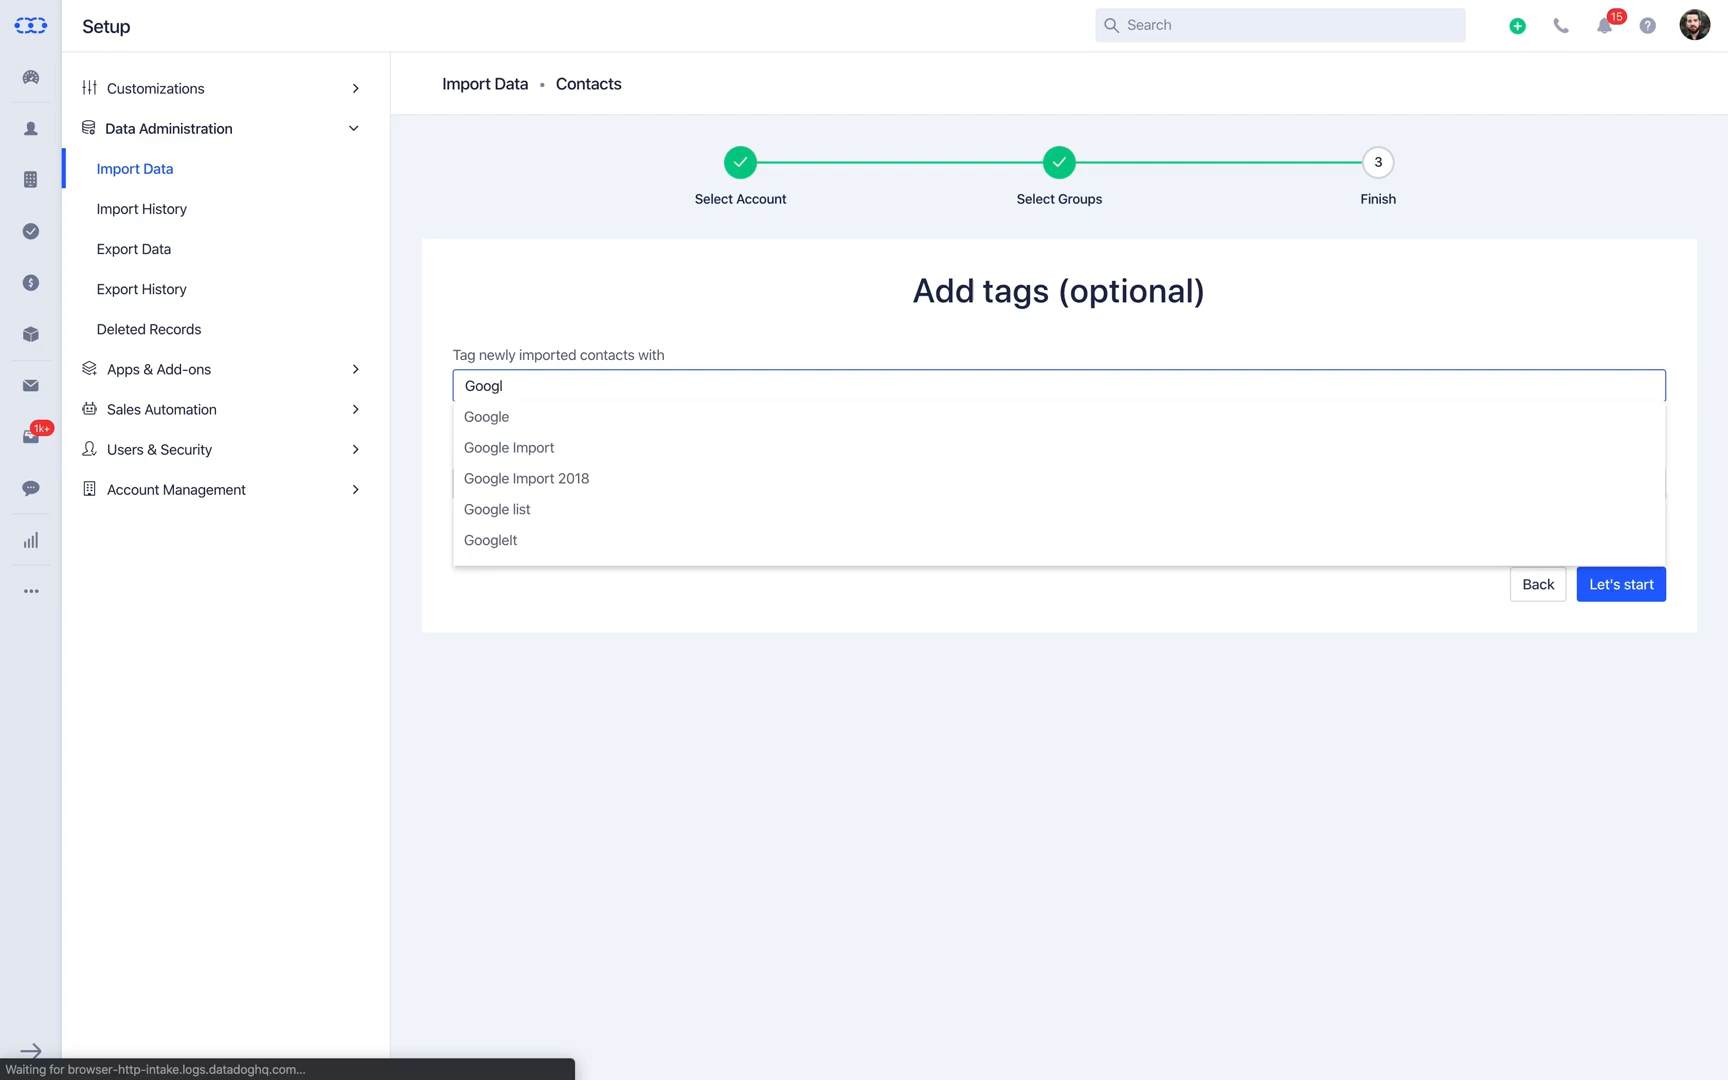 Setup
Search
15
Customizations
Data Administration
Import Data
Import History
Export Data
Export History
Deleted Records
Apps & Add-ons
Sales Automation
Users & Security
Account Management
1k+
Import Data • Contacts
3
Select Account
Select Groups
Finish
Add tags (optional)
Tag newly imported contacts with
Googl
Google
Google Import
Google Import 2018
Google list
GoogleIt
Back
Let's start
Waiting for browser-http-intake.logs.datadoghq.com...